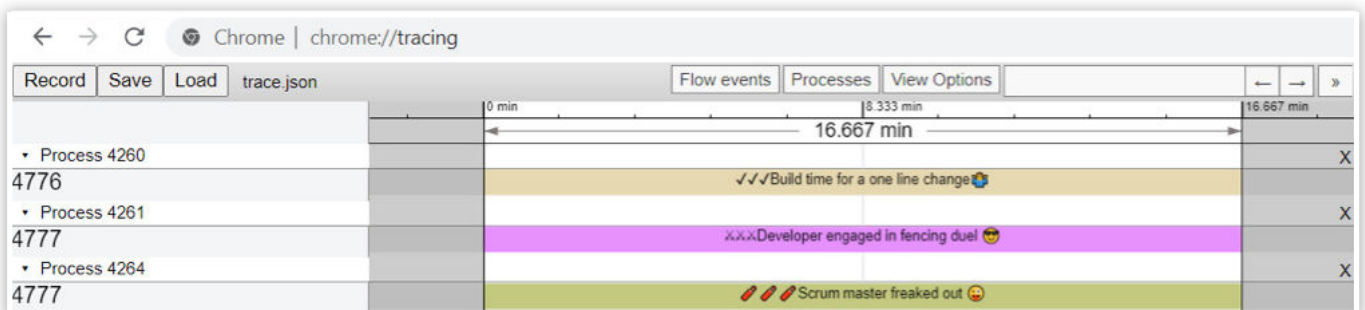 Chrome | chrome://tracing
Record Save Load trace.json Flow events Processes View Options ← → »
0 min 8.333 min 16.667 min
16.667 min
Process 4260 X
4776 ✓✓✓Build time for a one line change🤷
Process 4261 X
4777 ⚔⚔⚔Developer engaged in fencing duel 😎
Process 4264 X
4777 🧨🧨🧨Scrum master freaked out 😜